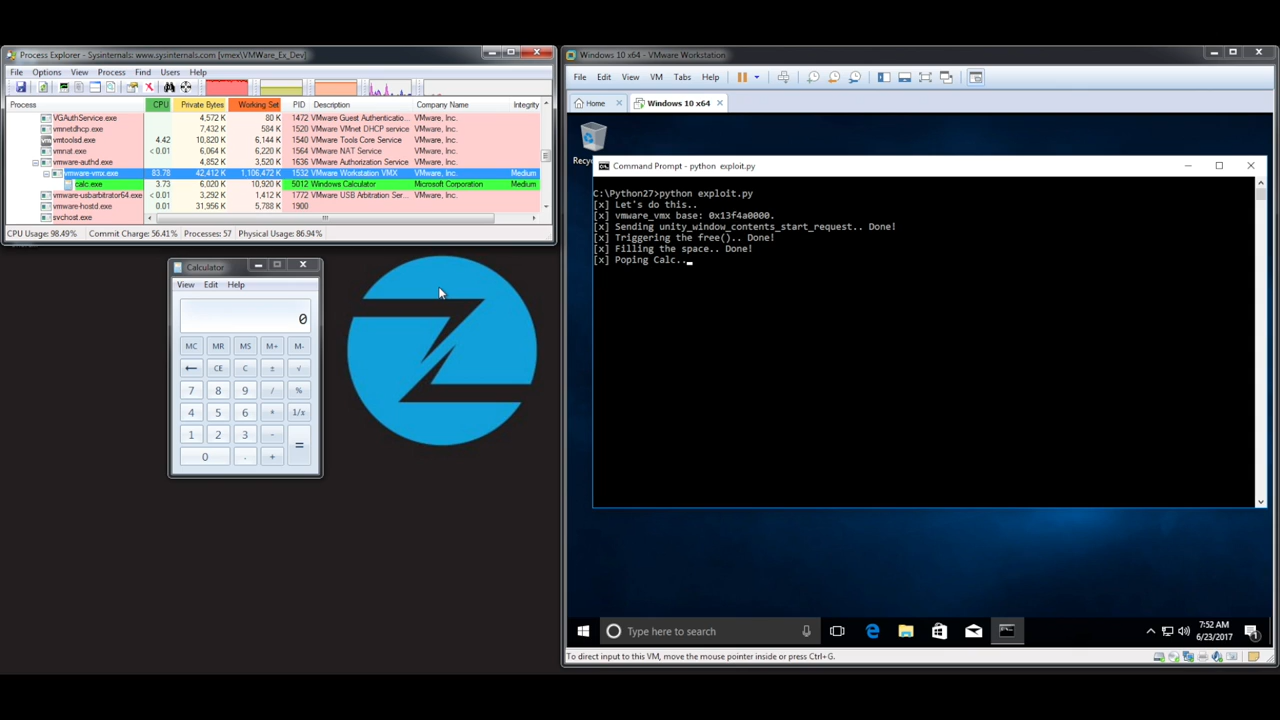 Process Explorer - Sysinternals: www.sysinternals.com [vmex\VMWare_Ex_Dev]
File Options View Process Find Users Help
Process CPU Private Bytes Working Set PID Description Company Name Integrity
VGAuthService.exe 4,572 K 80 K 1472 VMware Guest Authenticatio... VMware, Inc.
vmnetdhcp.exe 7,432 K 584 K 1520 VMware VMnet DHCP service VMware, Inc.
vmtoolsd.exe 4.42 10,820 K 6,144 K 1540 VMware Tools Core Service VMware, Inc.
vmnat.exe < 0.01 6,064 K 6,220 K 1564 VMware NAT Service VMware, Inc.
vmware-authd.exe 4,852 K 3,520 K 1636 VMware Authorization Service VMware, Inc.
vmware-vmx.exe 83.78 42,412 K 1,106,472 K 1532 VMware Workstation VMX VMware, Inc. Medium
calc.exe 3.73 6,020 K 10,920 K 5012 Windows Calculator Microsoft Corporation Medium
vmware-usbarbitrator64.exe < 0.01 3,292 K 1,412 K 1772 VMware USB Arbitration Ser... VMware, Inc.
vmware-hostd.exe 0.01 31,956 K 5,788 K 1900
svchost.exe
CPU Usage: 98.49% Commit Charge: 56.41% Processes: 57 Physical Usage: 86.94%
Calculator
View Edit Help
0
MC MR MS M+ M-
← CE C ± √
7 8 9 / %
4 5 6 * 1/x
1 2 3 - =
0 . +
Windows 10 x64 - VMware Workstation
File Edit View VM Tabs Help
Home Windows 10 x64
Recyc
Command Prompt - python exploit.py
C:\Python27>python exploit.py
[x] Let's do this..
[x] vmware_vmx base: 0x13f4a0000.
[x] Sending unity_window_contents_start_request.. Done!
[x] Triggering the free().. Done!
[x] Filling the space.. Done!
[x] Poping Calc..
Type here to search
7:52 AM
6/23/2017
1
To direct input to this VM, move the mouse pointer inside or press Ctrl+G.